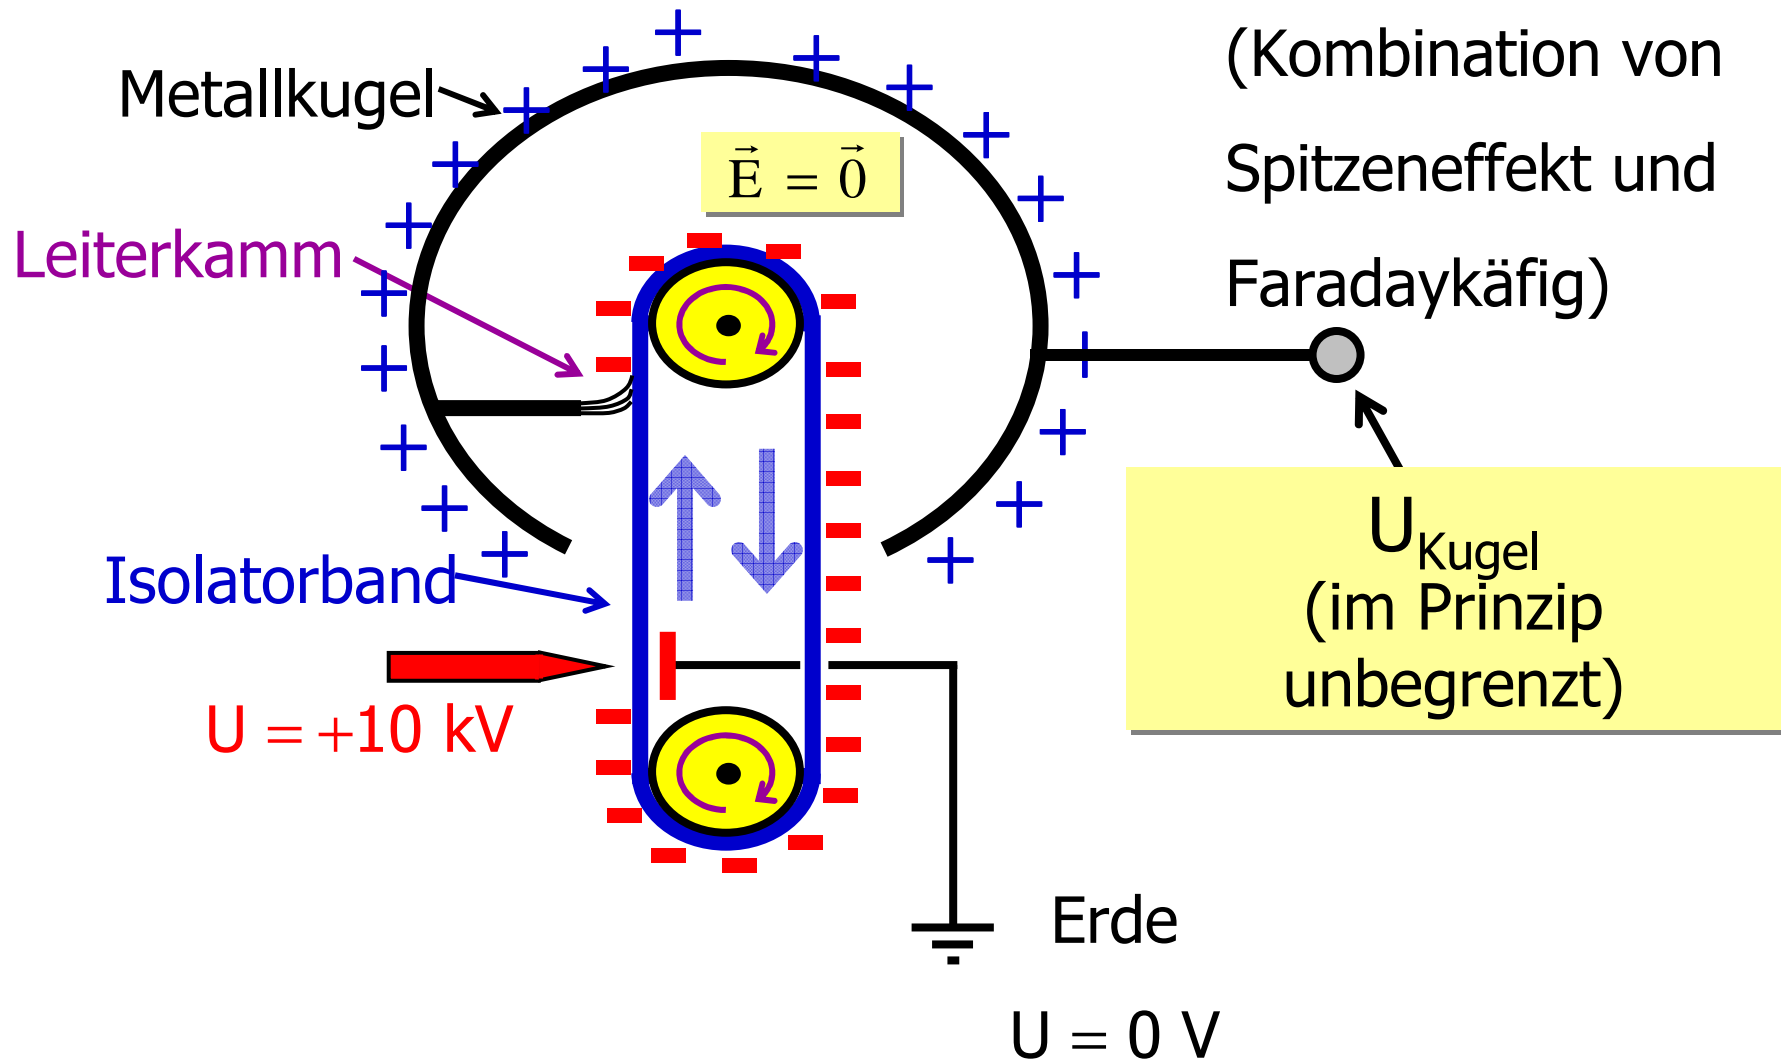 (Kombination von
Spitzeneffekt und
Faradaykäfig)
Metallkugel
E⃗ = 0⃗
Leiterkamm
Isolatorband
U = +10 kV
U_Kugel
(im Prinzip
unbegrenzt)
Erde
U = 0 V